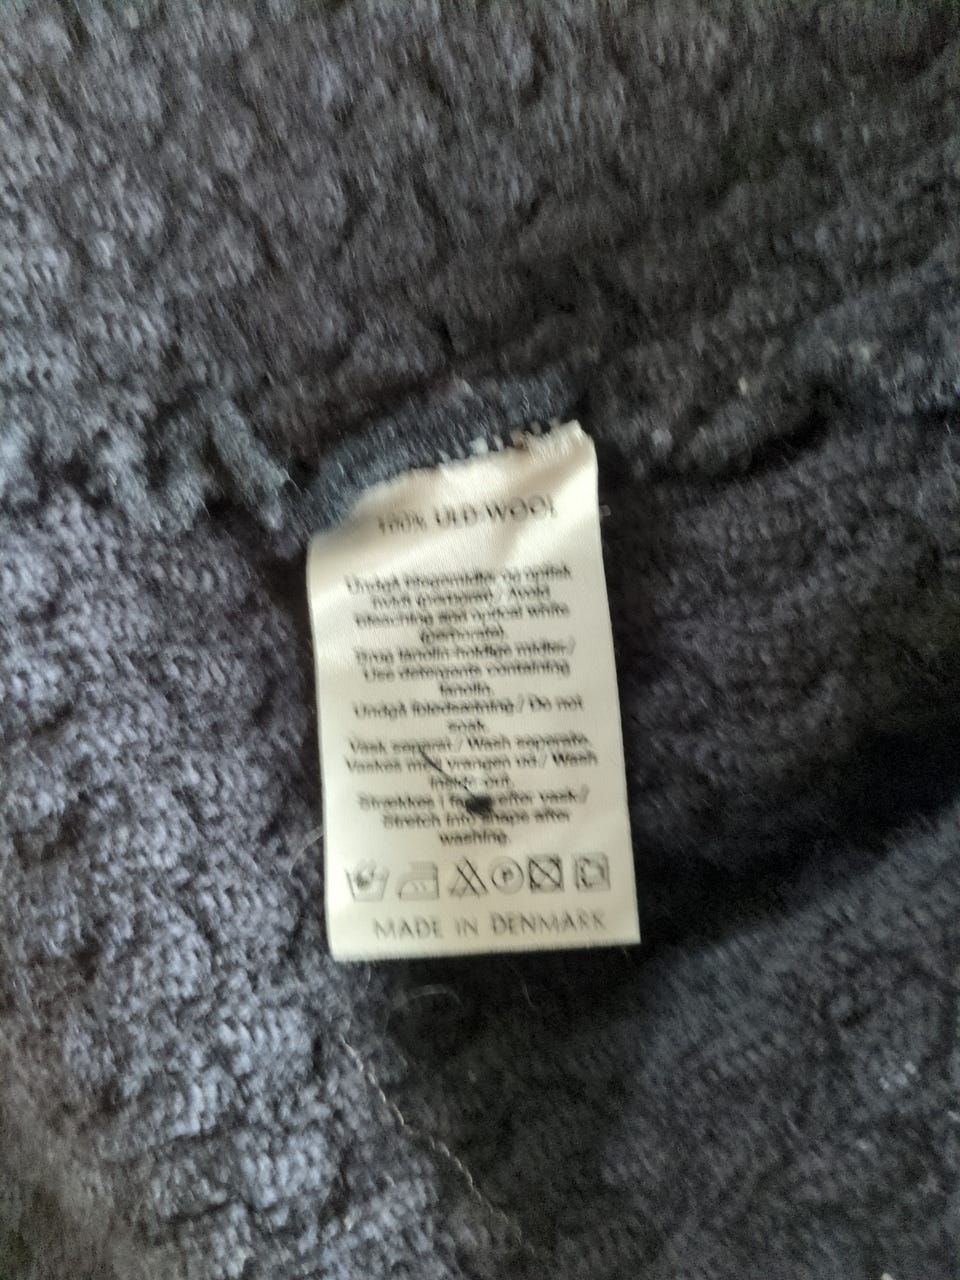 100% ULD-WOOL
Undgå blegemidler og optisk
hvidt (perborate) / Avoid
bleaching and optical white
(perborate).
Brug lanolin-holdige midler./
Use detergents containing
lanolin.
Undgå iblødsætning./ Do not
soak.
Vask separat./ Wash separate.
Vaskes med vrangen ud./ Wash
inside-out.
Strækkes i efter vask./
Stretch into shape after
washing.
P
MADE IN DENMARK